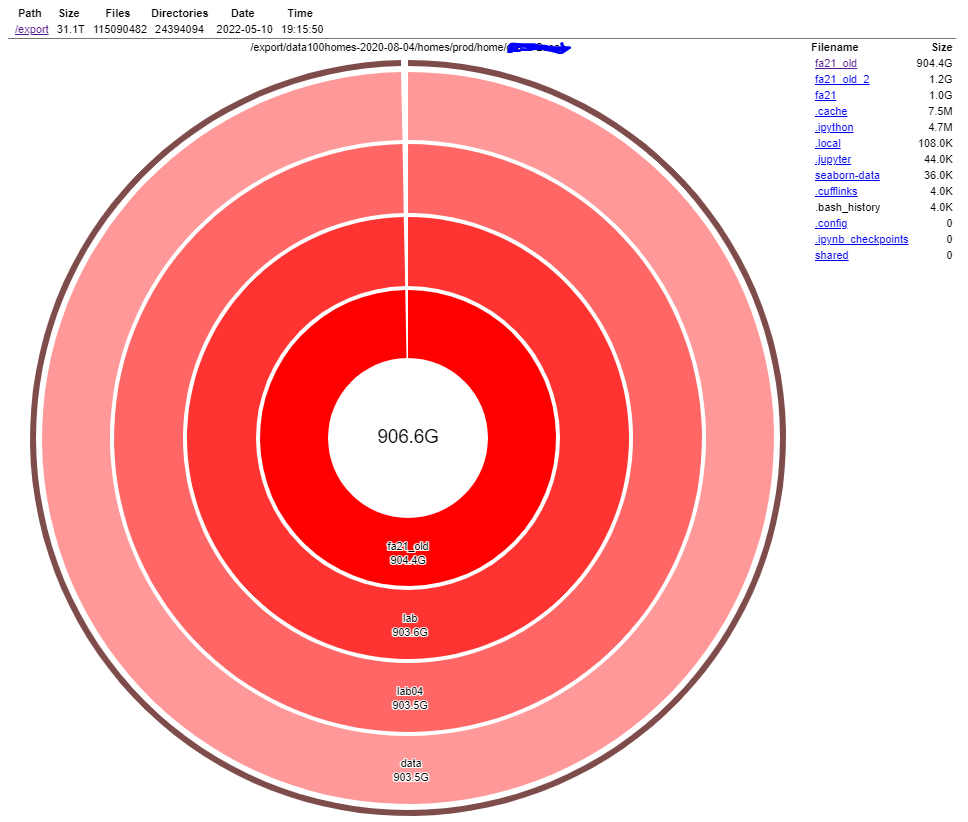 Path Size Files Directories Date Time
/export 31.1T 115090482 24394094 2022-05-10 19:15:50
/export/data100homes-2020-08-04/homes/prod/home/
Filename Size
fa21_old 904.4G
fa21_old_2 1.2G
fa21 1.0G
.cache 7.5M
.ipython 4.7M
.local 108.0K
.jupyter 44.0K
seaborn-data 36.0K
.cufflinks 4.0K
.bash_history 4.0K
.config 0
.ipynb_checkpoints 0
shared 0
906.6G
fa21_old
904.4G
lab
903.6G
lab04
903.5G
data
903.5G